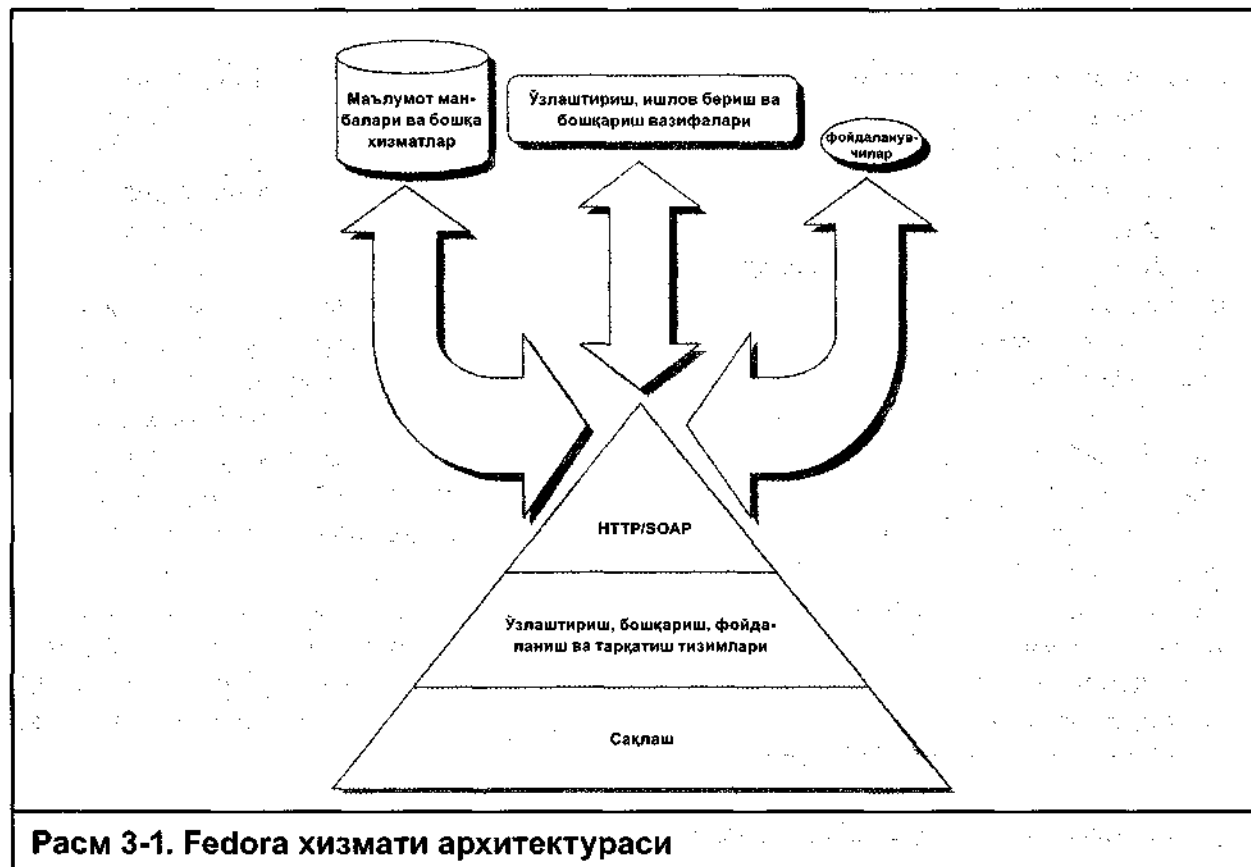 Маълумот ман-
балари ва бошқа
хизматлар
Ўзлаштириш, ишлов бериш ва
бошқариш вазифалари
фойдаланув-
чилар
HTTP/SOAP
Ўзлаштириш, бошқариш, фойда-
ланиш ва тарқатиш тизимлари
Сақлаш
Расм 3-1. Fedora хизмати архитектураси